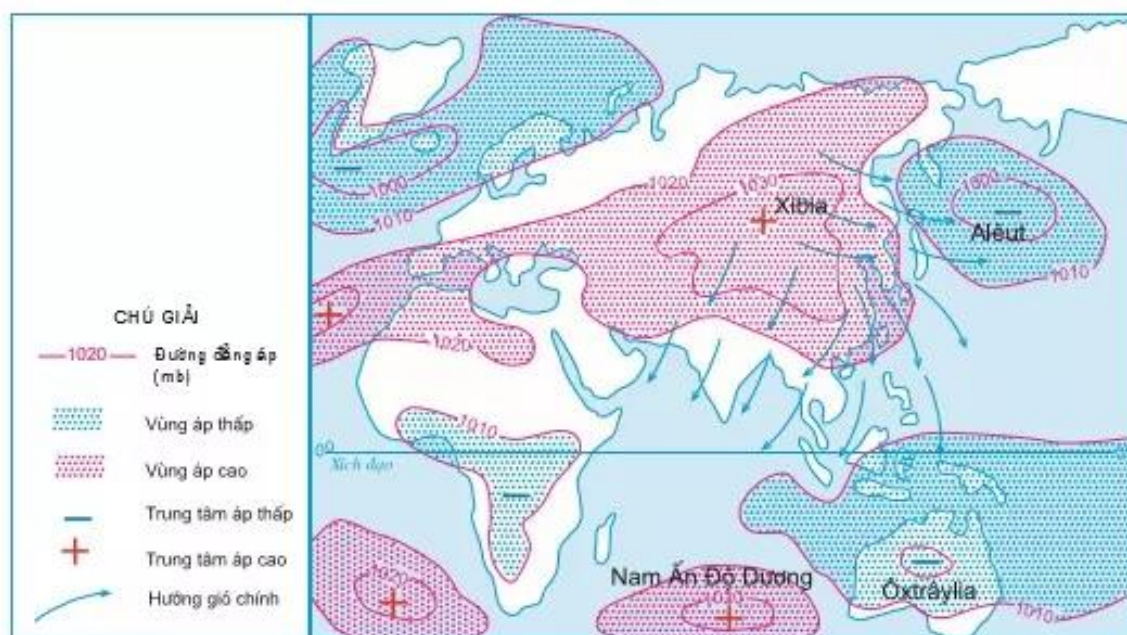 CHÚ GIẢI
1020
Đường đẳng áp
(mb)
Vùng áp thấp
Vùng áp cao
Trung tâm áp thấp
Trung tâm áp cao
Hướng gió chính
1000
1010
1020
1030
Xibia
1000
Alêut
1010
1020
1010
0⁰
Xích đạo
1020
Nam Ấn Độ Dương
Ôxtrâylia
1010